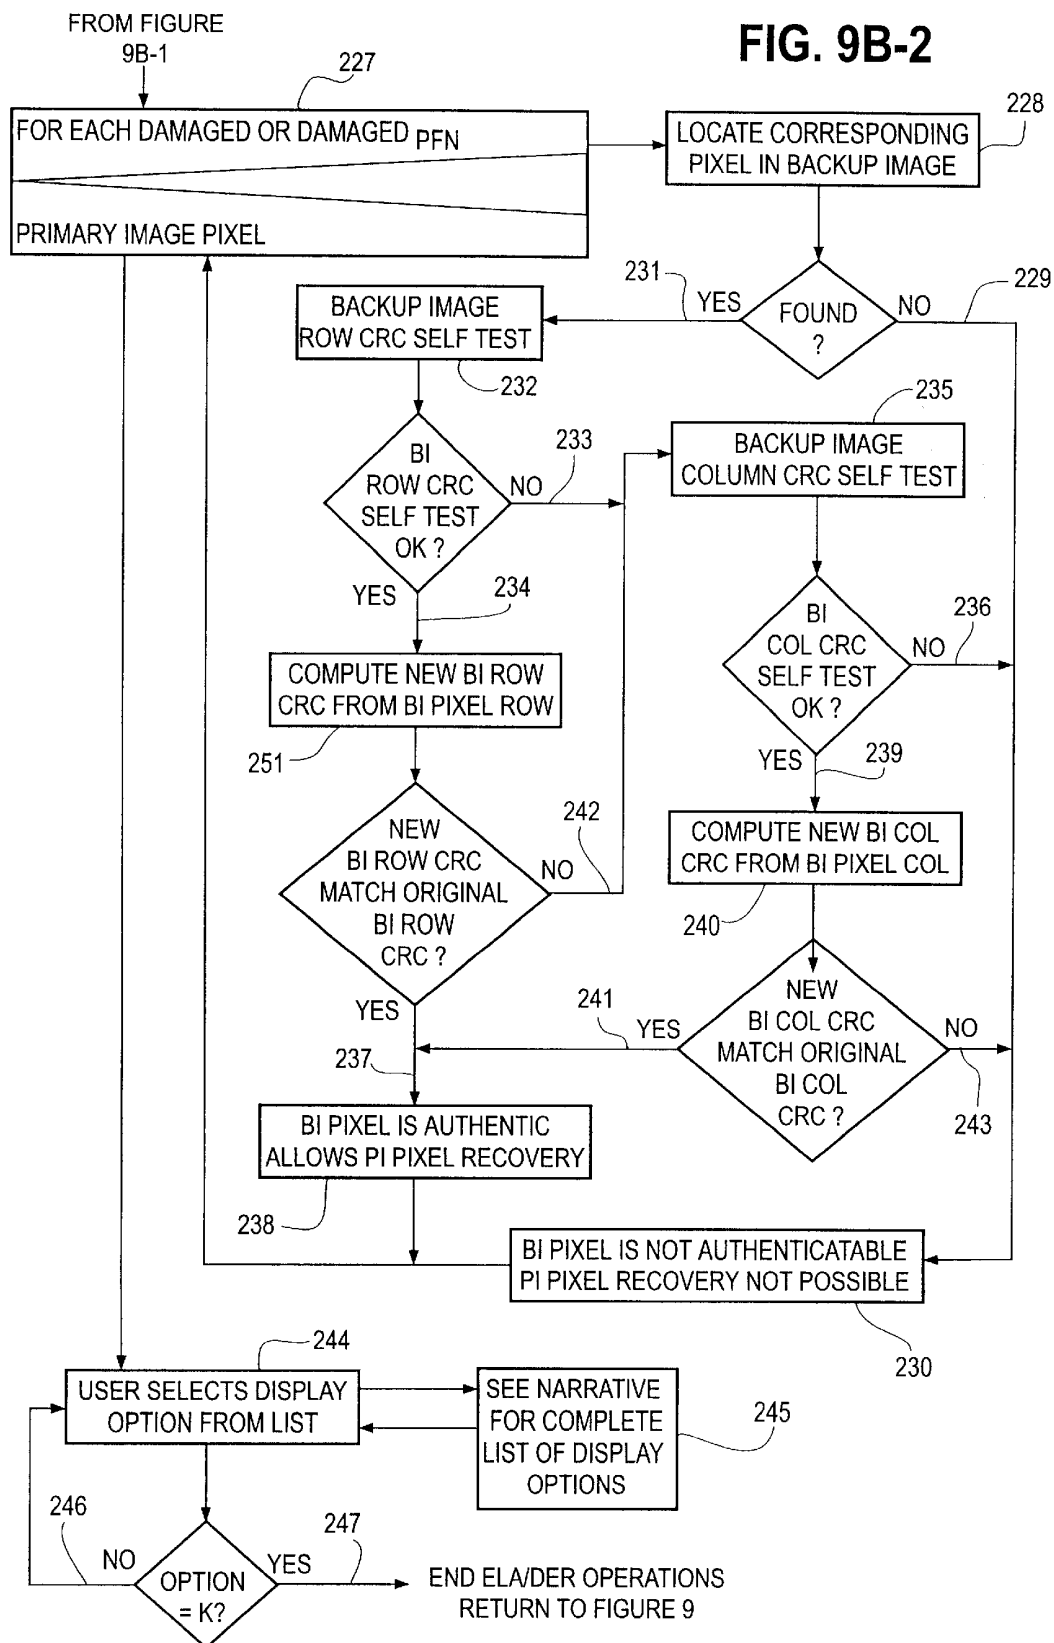 FROM FIGURE
9B-1
FIG. 9B-2
227
FOR EACH DAMAGED OR DAMAGED PFN
PRIMARY IMAGE PIXEL
228
LOCATE CORRESPONDING
PIXEL IN BACKUP IMAGE
231
YES
FOUND
?
NO
229
BACKUP IMAGE
ROW CRC SELF TEST
232
235
BACKUP IMAGE
COLUMN CRC SELF TEST
BI
ROW CRC
SELF TEST
OK ?
NO
233
YES
234
BI
COL CRC
SELF TEST
OK ?
NO
236
YES
239
COMPUTE NEW BI ROW
CRC FROM BI PIXEL ROW
251
COMPUTE NEW BI COL
CRC FROM BI PIXEL COL
240
NEW
BI ROW CRC
MATCH ORIGINAL
BI ROW
CRC ?
NO
242
YES
237
NEW
BI COL CRC
MATCH ORIGINAL
BI COL
CRC ?
YES
241
NO
243
BI PIXEL IS AUTHENTIC
ALLOWS PI PIXEL RECOVERY
238
BI PIXEL IS NOT AUTHENTICATABLE
PI PIXEL RECOVERY NOT POSSIBLE
230
244
USER SELECTS DISPLAY
OPTION FROM LIST
SEE NARRATIVE
FOR COMPLETE
LIST OF DISPLAY
OPTIONS
245
246
NO
OPTION
= K?
YES
247
END ELA/DER OPERATIONS
RETURN TO FIGURE 9